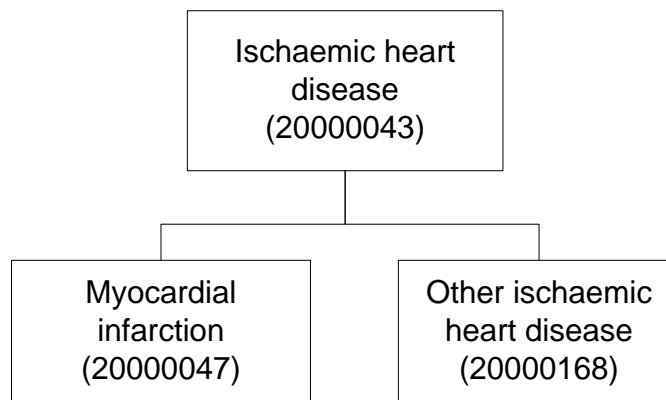 Ischaemic heart
disease
(20000043)
Myocardial
infarction
(20000047)
Other ischaemic
heart disease
(20000168)